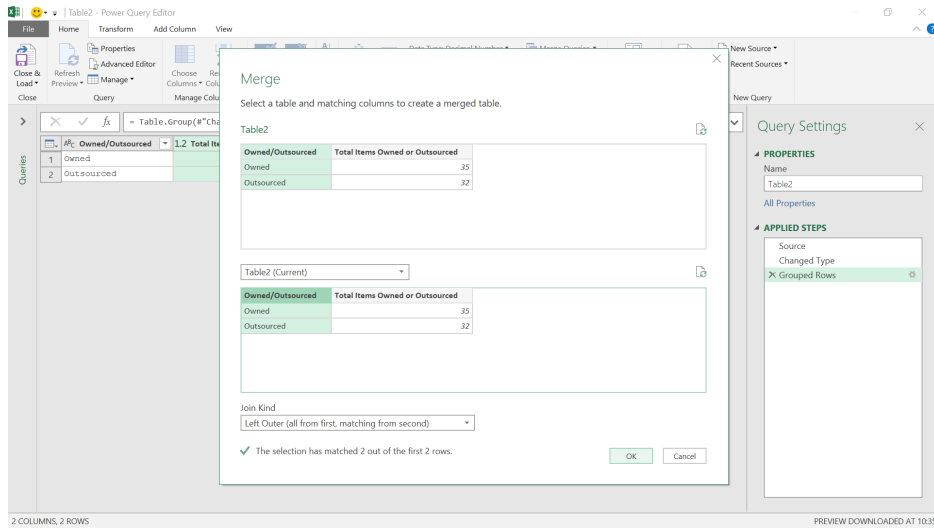 Table2 - Power Query Editor
File Home Transform Add Column View
Close & Load
Refresh Preview
Properties
Advanced Editor
Manage
Choose Columns
New Source
Recent Sources
Close Query Manage New Query
= Table.Group(#"Cha
Queries
ABC Owned/Outsourced 1.2 Total Ite
1 Owned
2 Outsourced
Merge
Select a table and matching columns to create a merged table.
Table2
Owned/Outsourced Total Items Owned or Outsourced
Owned 35
Outsourced 32
Table2 (Current)
Owned/Outsourced Total Items Owned or Outsourced
Owned 35
Outsourced 32
Join Kind
Left Outer (all from first, matching from second)
The selection has matched 2 out of the first 2 rows.
OK Cancel
Query Settings
PROPERTIES
Name
Table2
All Properties
APPLIED STEPS
Source
Changed Type
Grouped Rows
2 COLUMNS, 2 ROWS PREVIEW DOWNLOADED AT 10:35